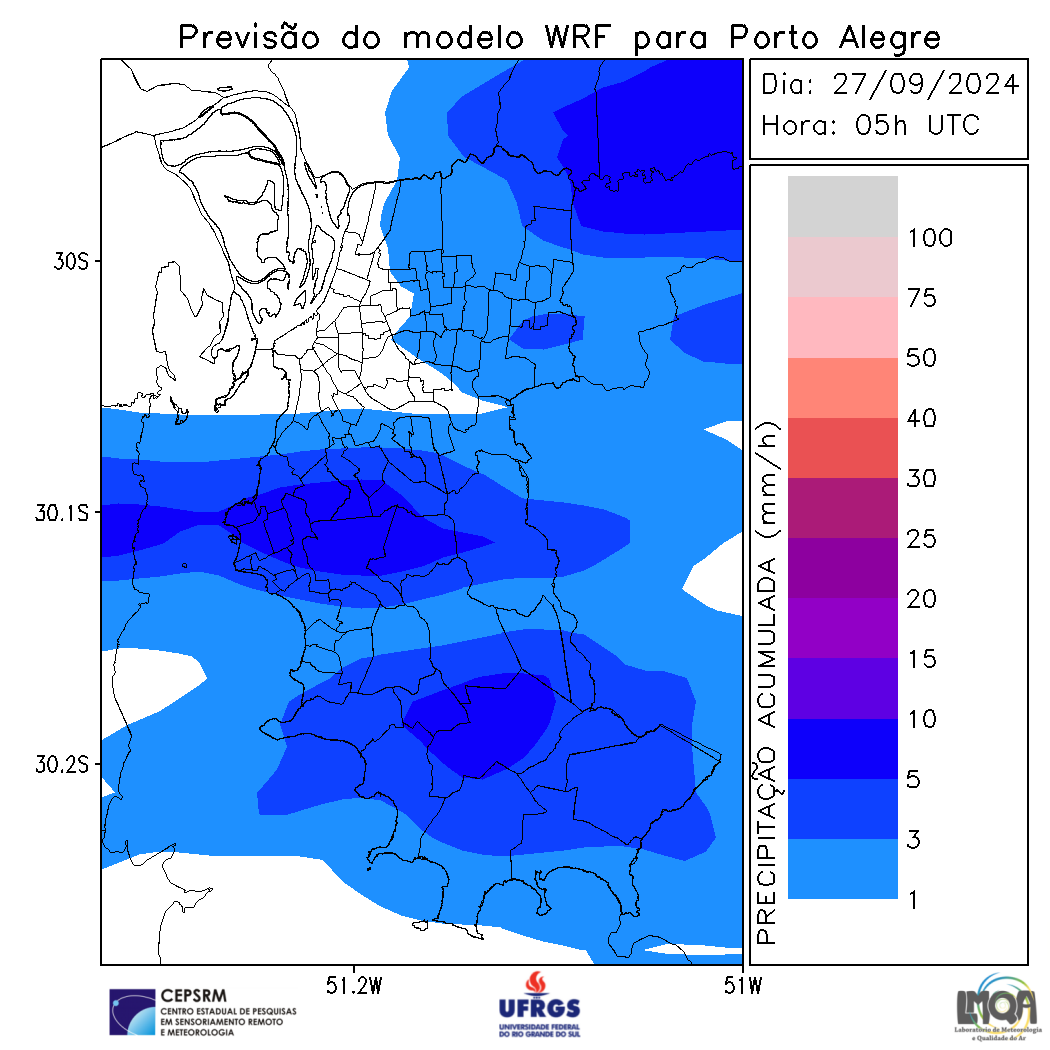 Previsão do modelo WRF para Porto Alegre
Dia: 27/09/2024
Hora: 05h UTC
30S
30.1S
30.2S
51.2W
51W
PRECIPITAÇÃO ACUMULADA (mm/h)
100
75
50
40
30
25
20
15
10
5
3
1
CEPSRM
CENTRO ESTADUAL DE PESQUISAS
EM SENSORIAMENTO REMOTO
E METEOROLOGIA
UFRGS
UNIVERSIDADE FEDERAL
DO RIO GRANDE DO SUL
LMQA
Laboratório de Meteorologia
e Qualidade do Ar